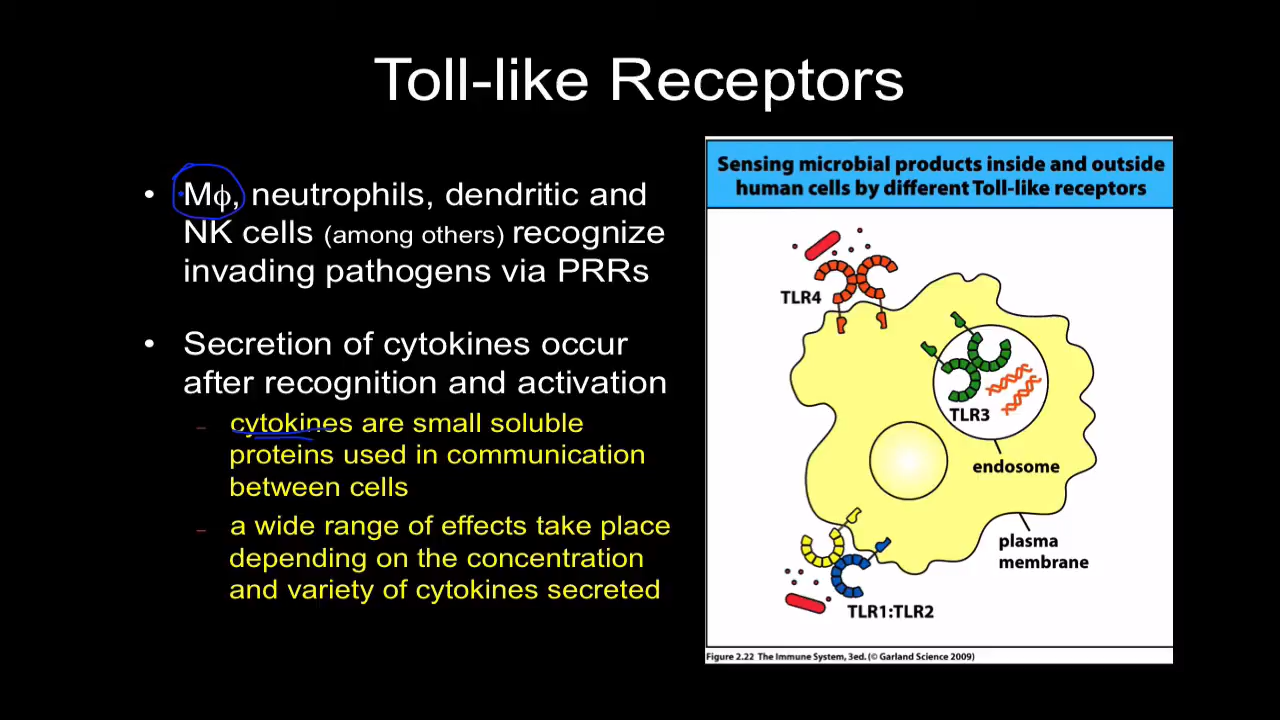 Toll-like Receptors
• Mϕ, neutrophils, dendritic and
NK cells (among others) recognize
invading pathogens via PRRs
• Secretion of cytokines occur
after recognition and activation
– cytokines are small soluble
proteins used in communication
between cells
– a wide range of effects take place
depending on the concentration
and variety of cytokines secreted
Sensing microbial products inside and outside
human cells by different Toll-like receptors
TLR4
TLR3
endosome
plasma
membrane
TLR1:TLR2
Figure 2.22 The Immune System, 3ed. (© Garland Science 2009)